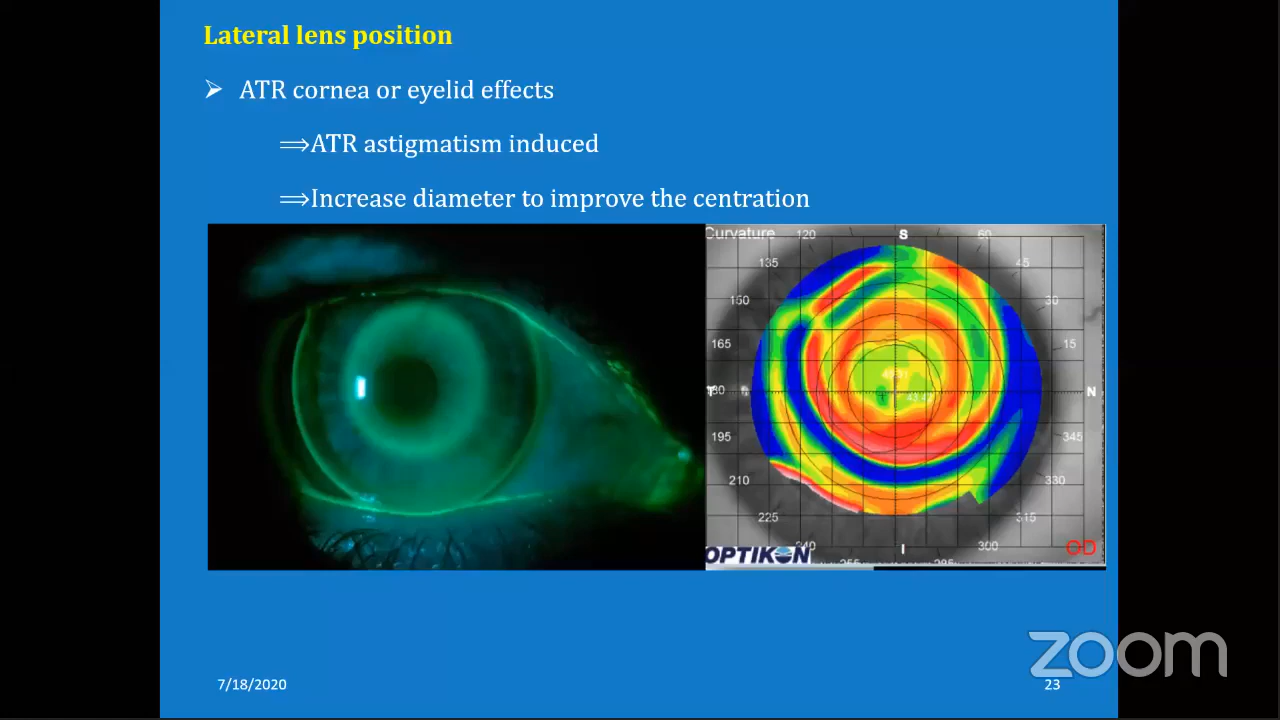 Lateral lens position
➢ ATR cornea or eyelid effects
⟹ATR astigmatism induced
⟹Increase diameter to improve the centration
Curvature
120
S
60
135
45
150
30
165
15
N
195
345
210
330
225
315
I
300
OPTIKON
OD
zoom
7/18/2020
23